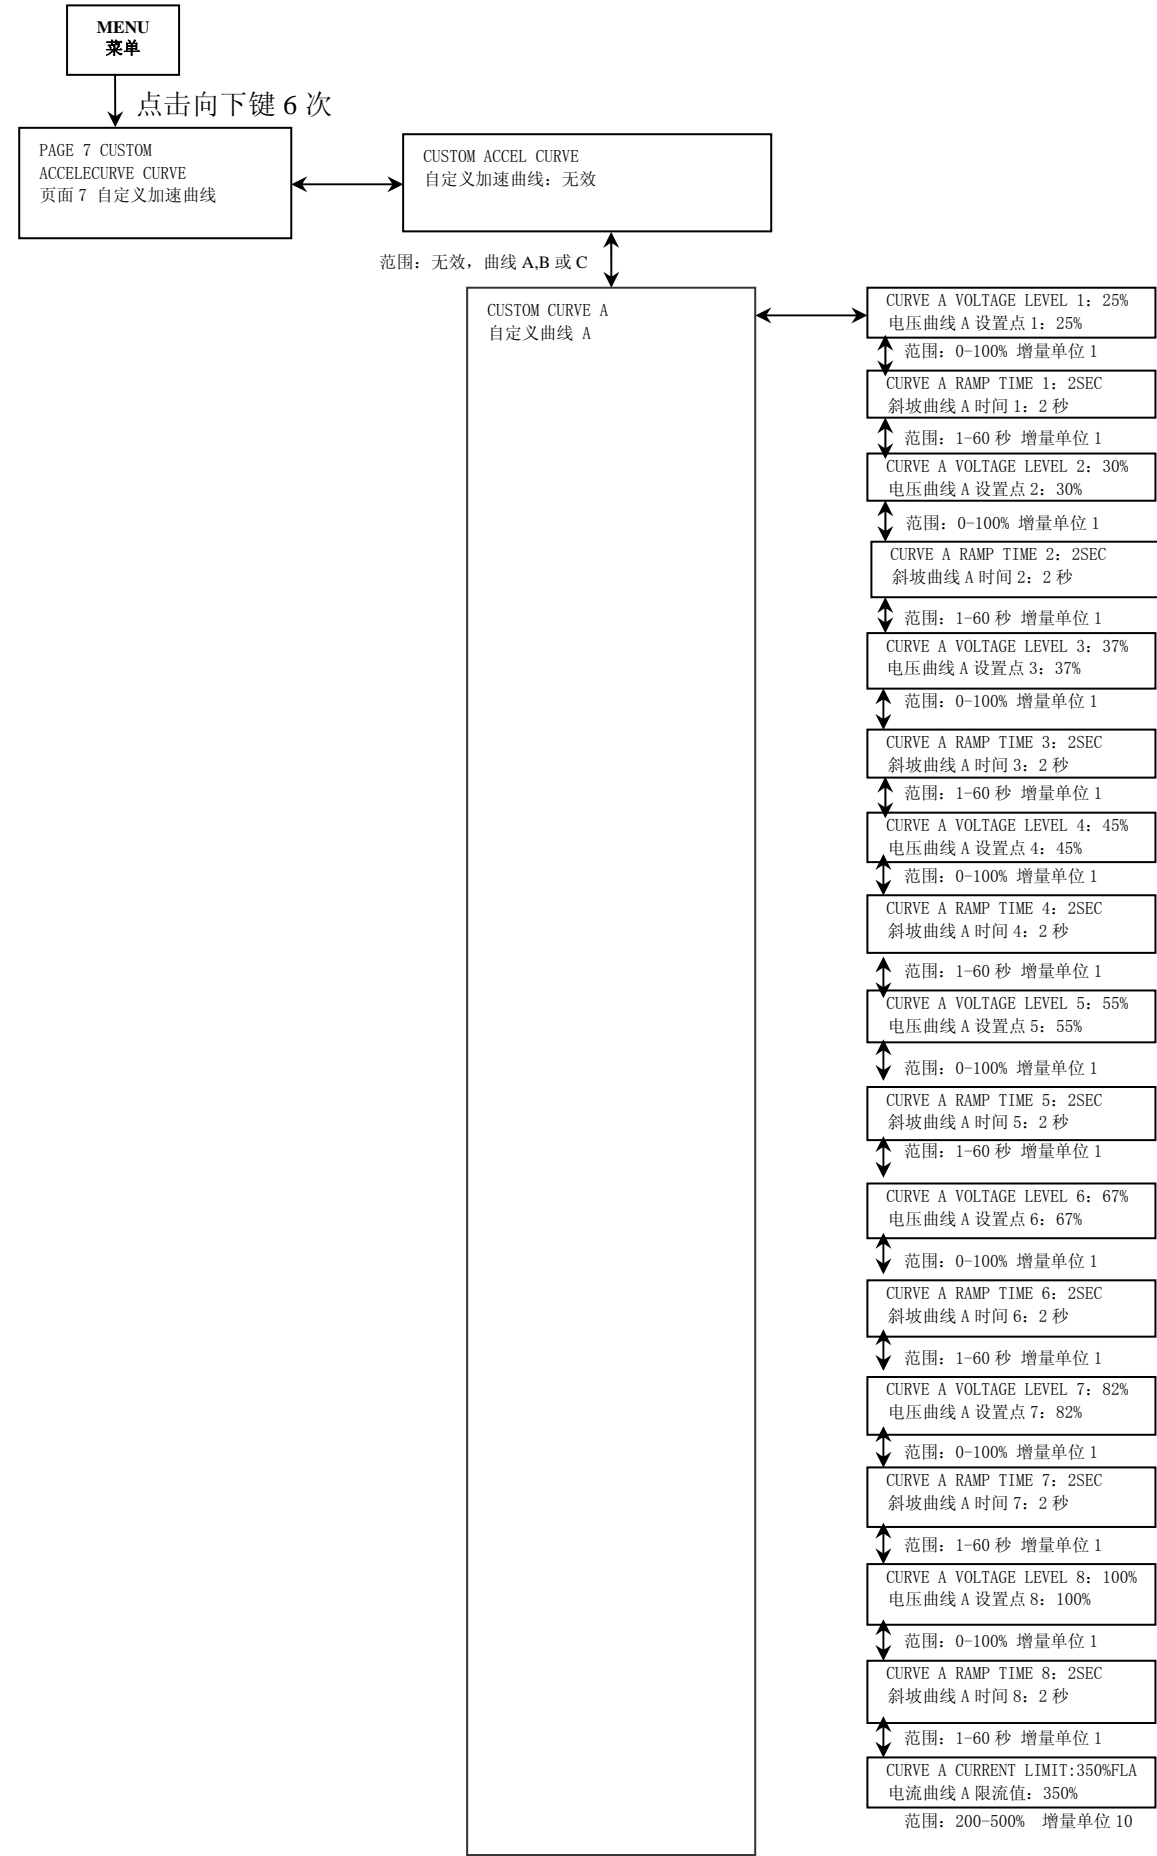 MENU
菜单
点击向下键 6 次
PAGE 7 CUSTOM
ACCELECURVE CURVE
页面 7 自定义加速曲线
CUSTOM ACCEL CURVE
自定义加速曲线：无效
范围：无效，曲线 A,B 或 C
CUSTOM CURVE A
自定义曲线 A
CURVE A VOLTAGE LEVEL 1：25%
电压曲线 A 设置点 1：25%
范围：0-100% 增量单位 1
CURVE A RAMP TIME 1：2SEC
斜坡曲线 A 时间 1：2 秒
范围：1-60 秒 增量单位 1
CURVE A VOLTAGE LEVEL 2：30%
电压曲线 A 设置点 2：30%
范围：0-100% 增量单位 1
CURVE A RAMP TIME 2：2SEC
斜坡曲线 A 时间 2：2 秒
范围：1-60 秒 增量单位 1
CURVE A VOLTAGE LEVEL 3：37%
电压曲线 A 设置点 3：37%
范围：0-100% 增量单位 1
CURVE A RAMP TIME 3：2SEC
斜坡曲线 A 时间 3：2 秒
范围：1-60 秒 增量单位 1
CURVE A VOLTAGE LEVEL 4：45%
电压曲线 A 设置点 4：45%
范围：0-100% 增量单位 1
CURVE A RAMP TIME 4：2SEC
斜坡曲线 A 时间 4：2 秒
范围：1-60 秒 增量单位 1
CURVE A VOLTAGE LEVEL 5：55%
电压曲线 A 设置点 5：55%
范围：0-100% 增量单位 1
CURVE A RAMP TIME 5：2SEC
斜坡曲线 A 时间 5：2 秒
范围：1-60 秒 增量单位 1
CURVE A VOLTAGE LEVEL 6：67%
电压曲线 A 设置点 6：67%
范围：0-100% 增量单位 1
CURVE A RAMP TIME 6：2SEC
斜坡曲线 A 时间 6：2 秒
范围：1-60 秒 增量单位 1
CURVE A VOLTAGE LEVEL 7：82%
电压曲线 A 设置点 7：82%
范围：0-100% 增量单位 1
CURVE A RAMP TIME 7：2SEC
斜坡曲线 A 时间 7：2 秒
范围：1-60 秒 增量单位 1
CURVE A VOLTAGE LEVEL 8：100%
电压曲线 A 设置点 8：100%
范围：0-100% 增量单位 1
CURVE A RAMP TIME 8：2SEC
斜坡曲线 A 时间 8：2 秒
范围：1-60 秒 增量单位 1
CURVE A CURRENT LIMIT:350%FLA
电流曲线 A 限流值：350%
范围：200-500% 增量单位 10